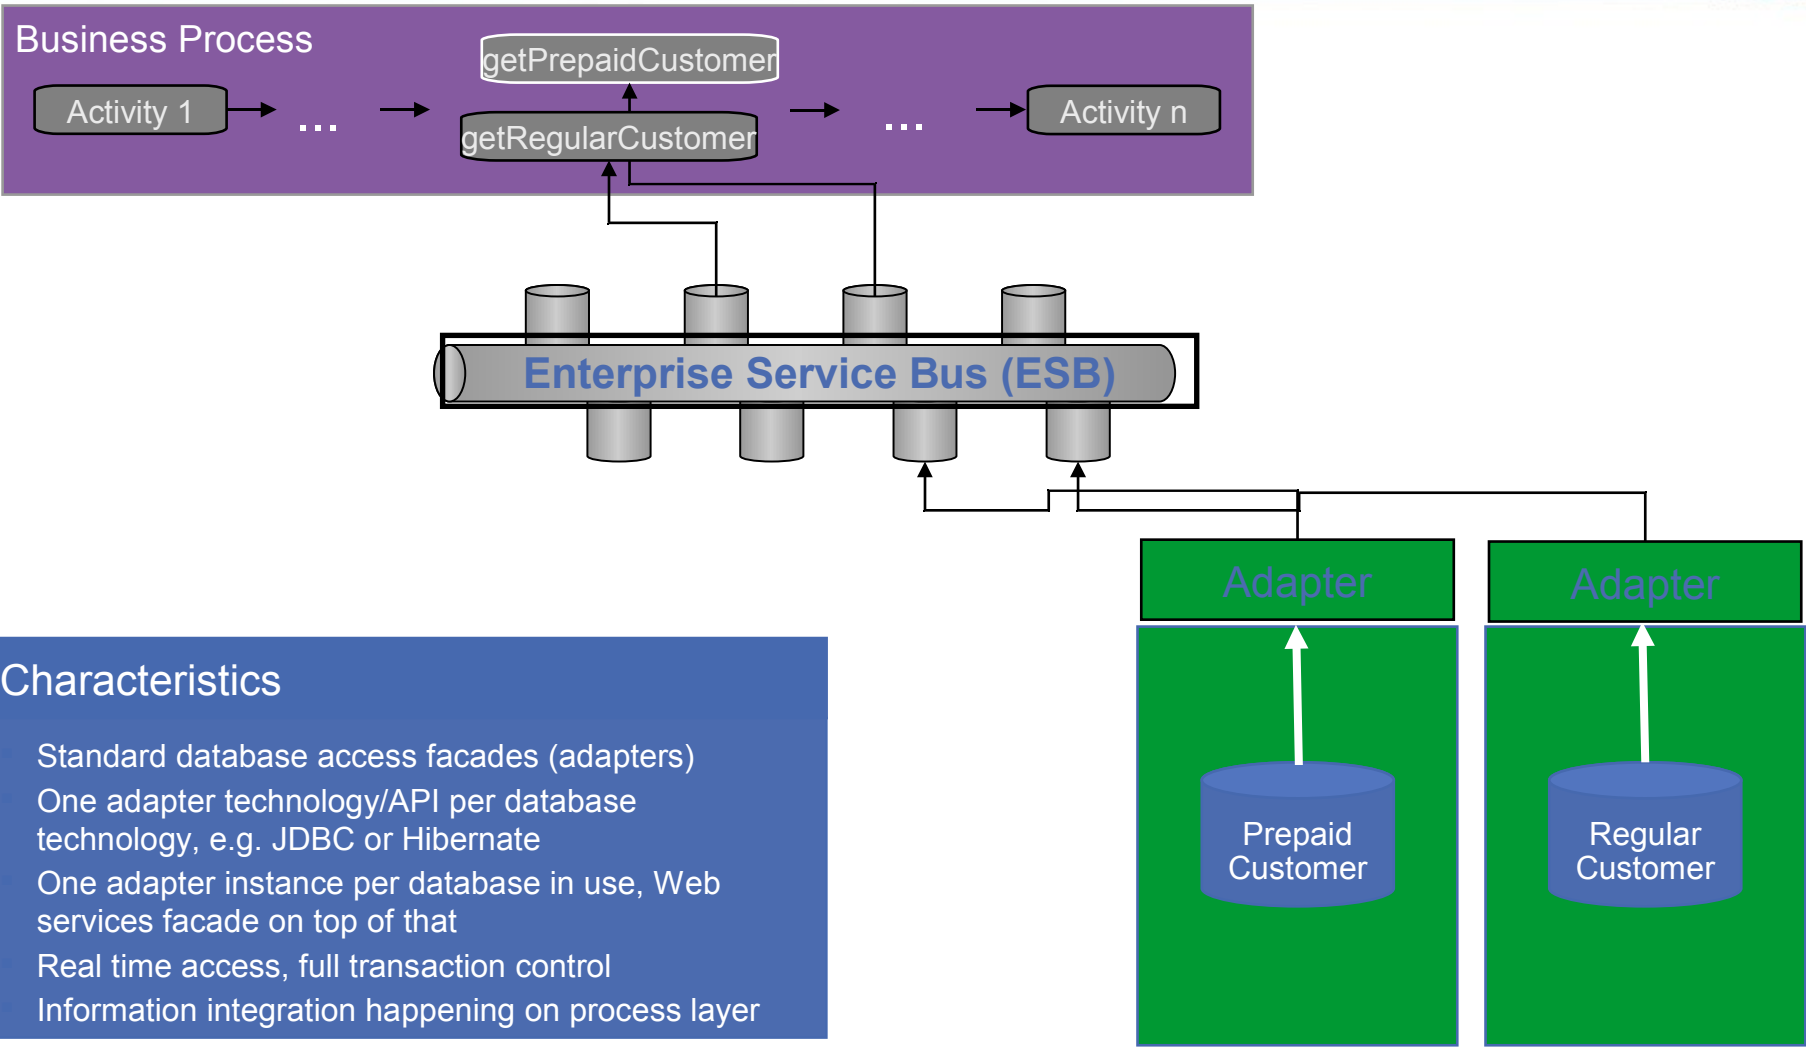 Business Process
getPrepaidCustomer
Activity 1
...
getRegularCustomer
...
Activity n
Enterprise Service Bus (ESB)
Adapter
Adapter
Characteristics
Standard database access facades (adapters)
One adapter technology/API per database
technology, e.g. JDBC or Hibernate
One adapter instance per database in use, Web
services facade on top of that
Real time access, full transaction control
Information integration happening on process layer
Prepaid
Customer
Regular
Customer